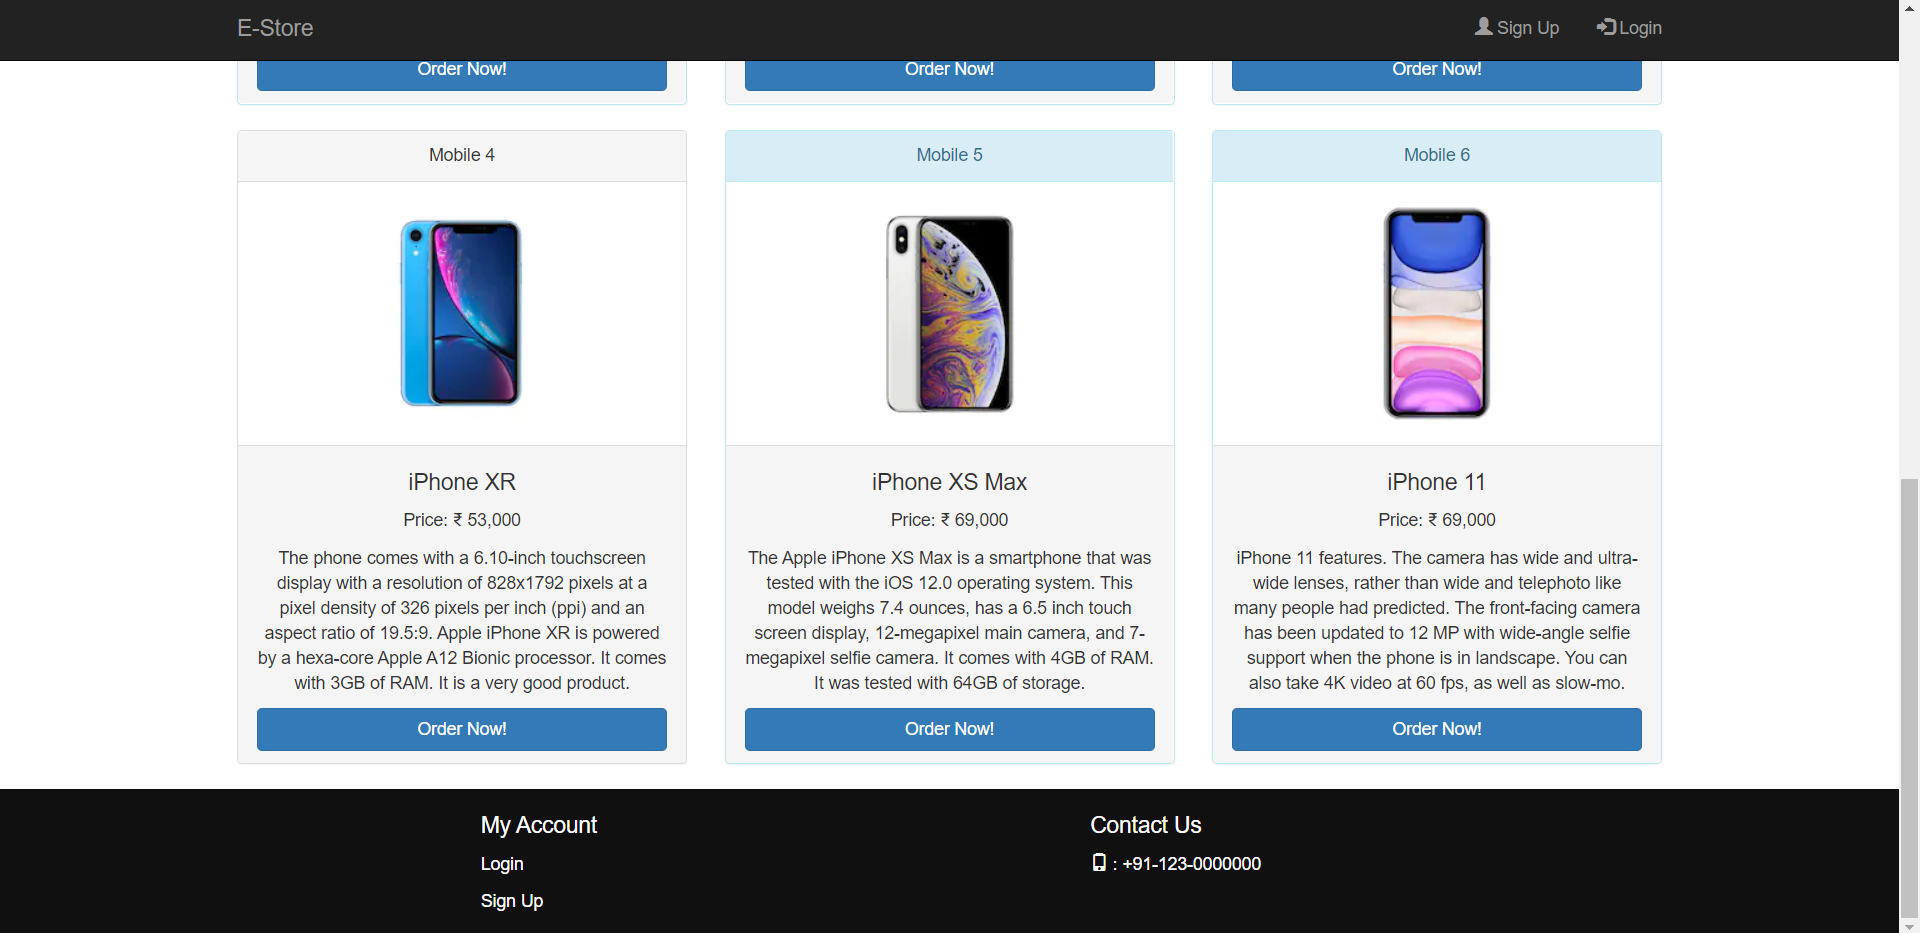 E-Store
Sign Up
Login
Order Now!
Order Now!
Order Now!
Mobile 4
Mobile 5
Mobile 6
iPhone XR
Price: ₹ 53,000
The phone comes with a 6.10-inch touchscreen
display with a resolution of 828x1792 pixels at a
pixel density of 326 pixels per inch (ppi) and an
aspect ratio of 19.5:9. Apple iPhone XR is powered
by a hexa-core Apple A12 Bionic processor. It comes
with 3GB of RAM. It is a very good product.
Order Now!
iPhone XS Max
Price: ₹ 69,000
The Apple iPhone XS Max is a smartphone that was
tested with the iOS 12.0 operating system. This
model weighs 7.4 ounces, has a 6.5 inch touch
screen display, 12-megapixel main camera, and 7-
megapixel selfie camera. It comes with 4GB of RAM.
It was tested with 64GB of storage.
Order Now!
iPhone 11
Price: ₹ 69,000
iPhone 11 features. The camera has wide and ultra-
wide lenses, rather than wide and telephoto like
many people had predicted. The front-facing camera
has been updated to 12 MP with wide-angle selfie
support when the phone is in landscape. You can
also take 4K video at 60 fps, as well as slow-mo.
Order Now!
My Account
Login
Sign Up
Contact Us
: +91-123-0000000